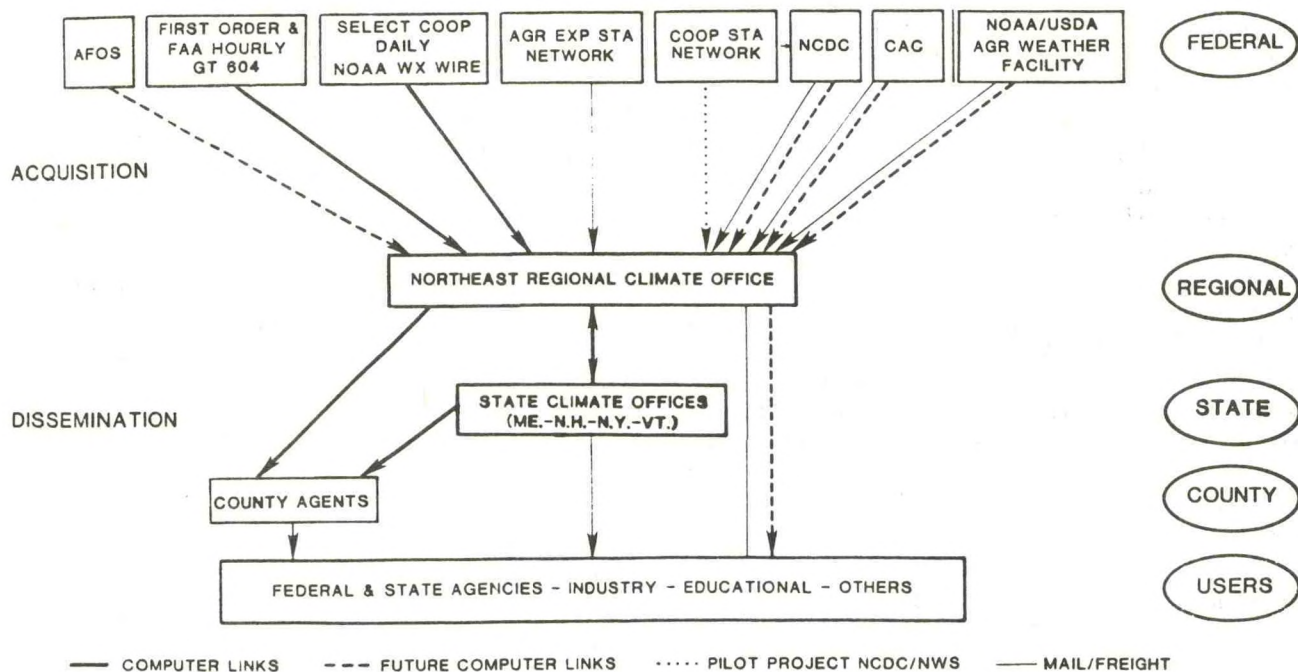 AFOS
FIRST ORDER &
FAA HOURLY
GT 604
SELECT COOP
DAILY
NOAA WX WIRE
AGR EXP STA
NETWORK
COOP STA
NETWORK
NCDC
CAC
NOAA/USDA
AGR WEATHER
FACILITY
FEDERAL
ACQUISITION
NORTHEAST REGIONAL CLIMATE OFFICE
REGIONAL
DISSEMINATION
STATE CLIMATE OFFICES
(ME.-N.H.-N.Y.-VT.)
STATE
COUNTY AGENTS
COUNTY
FEDERAL & STATE AGENCIES - INDUSTRY - EDUCATIONAL - OTHERS
USERS
COMPUTER LINKS
FUTURE COMPUTER LINKS
PILOT PROJECT NCDC/NWS
MAIL/FREIGHT